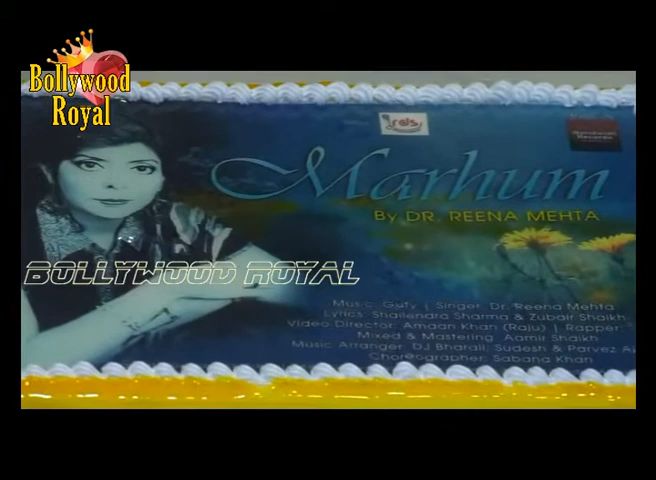 Bollywood
Royal
irds
Marhum
By DR. REENA MEHTA
BOLLYWOOD ROYAL
Music: Gufy | Singer: Dr. Reena Mehta
Lyrics: Shailendra Sharma & Zubair Shaikh
Video Director: Amaan Khan (Raju) | Rapper:
Mixed & Mastering Aamir Shaikh
Music Arranger: DJ Bharali, Sudesh & Parvez
Choreographer: Sabana Khan